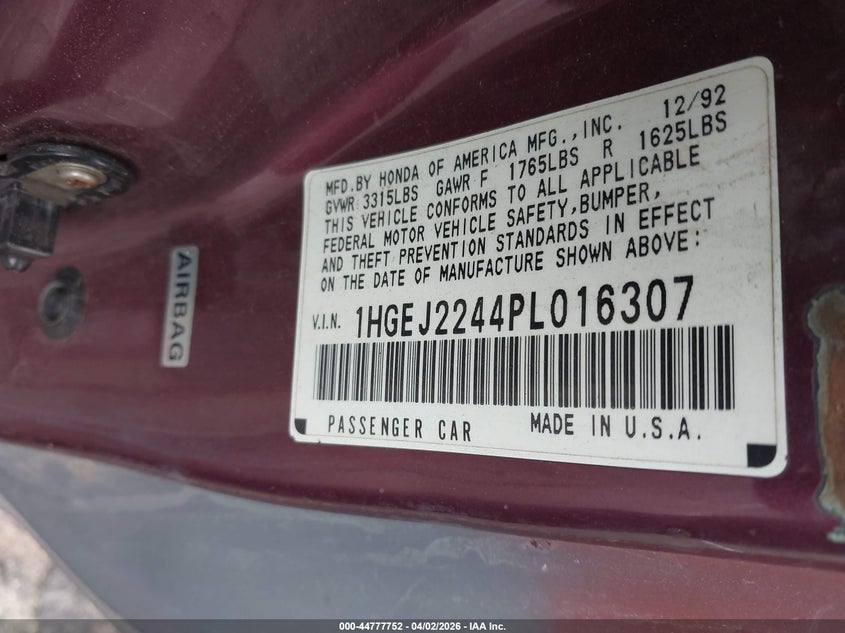 MFD.BY HONDA OF AMERICA MFG.,INC. 12/92
GVWR 3315LBS GAWR F 1765LBS R 1625LBS
THIS VEHICLE CONFORMS TO ALL APPLICABLE
FEDERAL MOTOR VEHICLE SAFETY,BUMPER,
AND THEFT PREVENTION STANDARDS IN EFFECT
ON THE DATE OF MANUFACTURE SHOWN ABOVE:
V.I.N. 1HGEJ2244PL016307
PASSENGER CAR MADE IN U.S.A.
AIRBAG
000-44777752 | 04/02/2026 | IAA Inc.